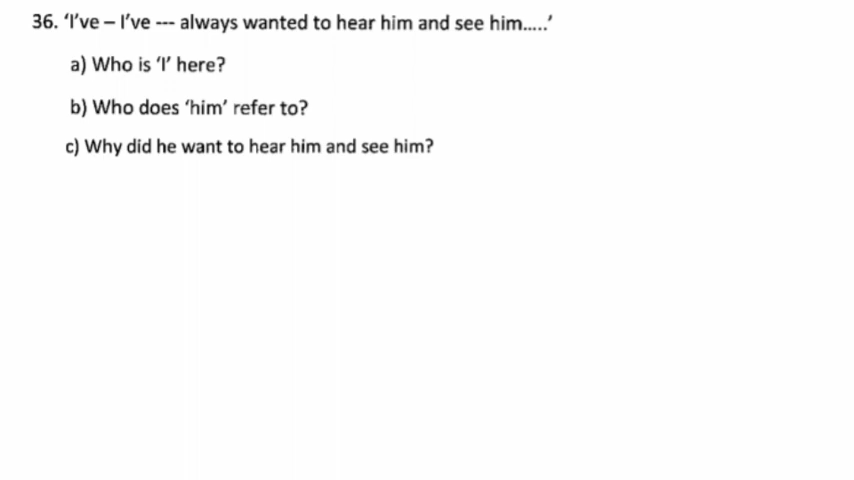 36. ‘I’ve – I’ve --- always wanted to hear him and see him.....’
a) Who is ‘I’ here?
b) Who does ‘him’ refer to?
c) Why did he want to hear him and see him?